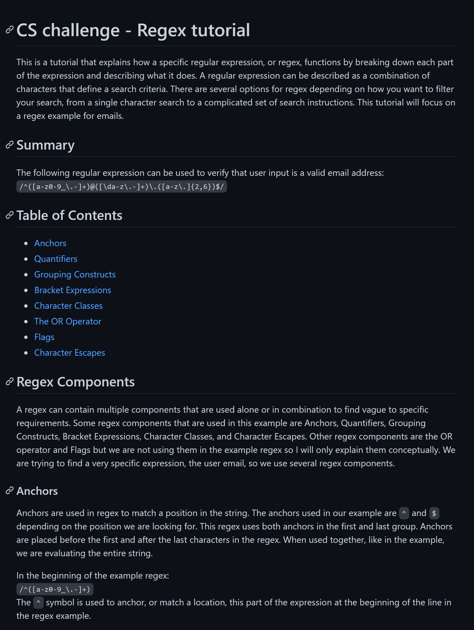 CS challenge - Regex tutorial
This is a tutorial that explains how a specific regular expression, or regex, functions by breaking down each part
of the expression and describing what it does. A regular expression can be described as a combination of
characters that define a search criteria. There are several options for regex depending on how you want to filter
your search, from a single character search to a complicated set of search instructions. This tutorial will focus on
a regex example for emails.
Summary
The following regular expression can be used to verify that user input is a valid email address:
/^([a-z0-9_\.-]+)@([\da-z\.-]+)\.([a-z\.]{2,6})$/
Table of Contents
Anchors
Quantifiers
Grouping Constructs
Bracket Expressions
Character Classes
The OR Operator
Flags
Character Escapes
Regex Components
A regex can contain multiple components that are used alone or in combination to find vague to specific
requirements. Some regex components that are used in this example are Anchors, Quantifiers, Grouping
Constructs, Bracket Expressions, Character Classes, and Character Escapes. Other regex components are the OR
operator and Flags but we are not using them in the example regex so I will only explain them conceptually. We
are trying to find a very specific expression, the user email, so we use several regex components.
Anchors
Anchors are used in regex to match a position in the string. The anchors used in our example are ^ and $
depending on the position we are looking for. This regex uses both anchors in the first and last group. Anchors
are placed before the first and after the last characters in the regex. When used together, like in the example,
we are evaluating the entire string.
In the beginning of the example regex:
/^([a-z0-9_\.-]+)
The ^ symbol is used to anchor, or match a location, this part of the expression at the beginning of the line in
the regex example.